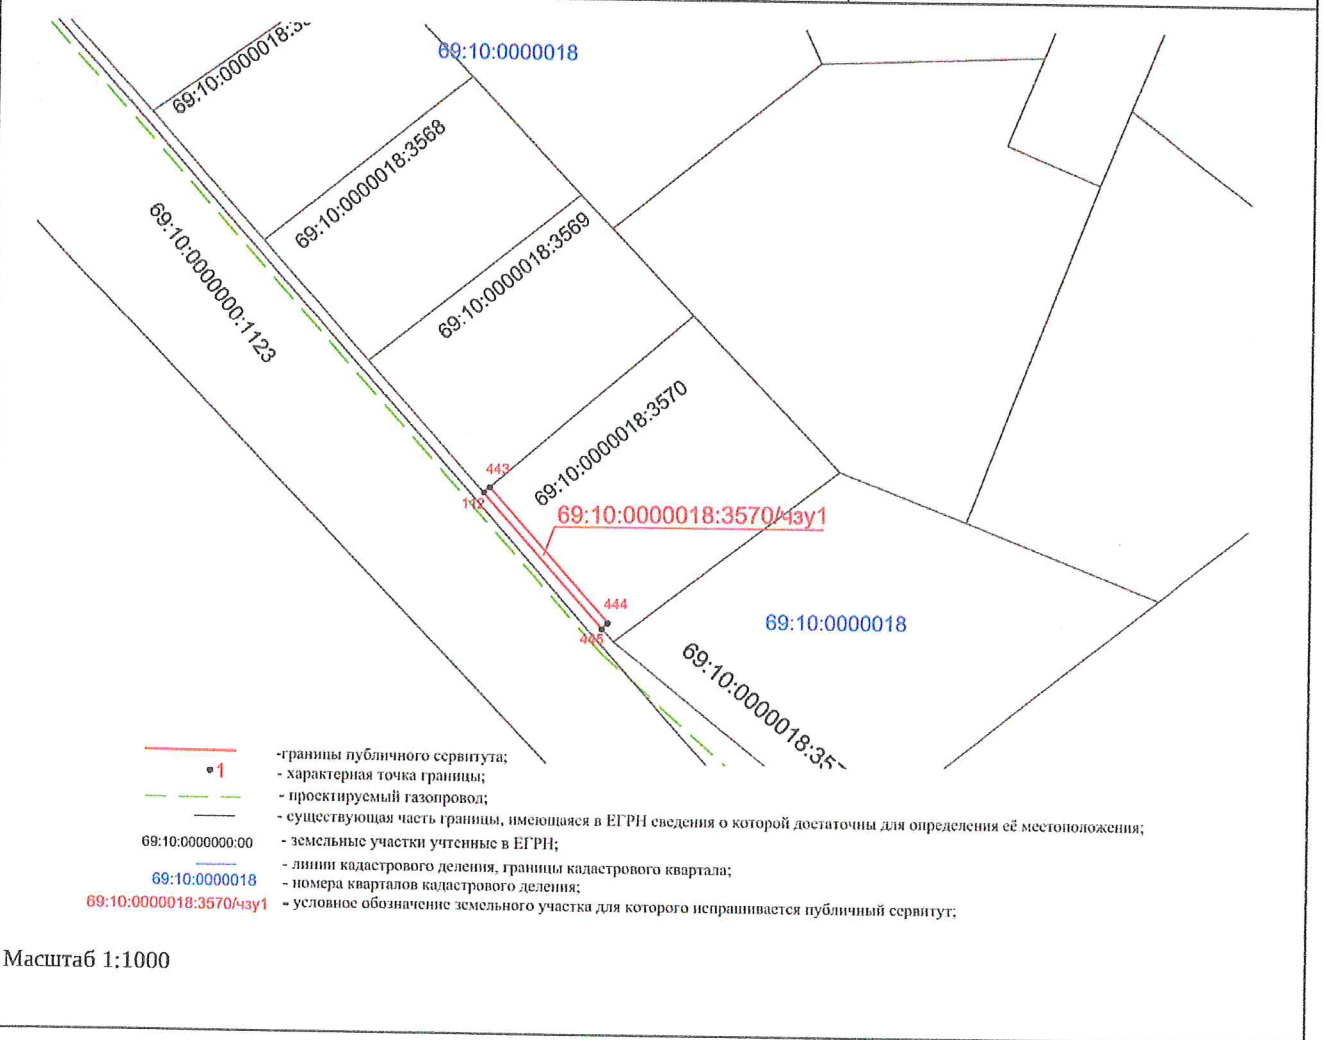 69:10:0000018
69:10:0000018:3568
69:10:0000018:3569
69:10:0000000:1123
69:10:0000018:3570
443
112
69:10:0000018:3570/чзу1
444
445
69:10:0000018
-границы публичного сервитута;
1
- характерная точка границы;
- проектируемый газопровод;
- существующая часть границы, имеющаяся в ЕГРН сведения о которой достаточны для определения её местоположения;
69:10:0000000:00
- земельные участки учтенные в ЕГРН;
- линии кадастрового деления, границы кадастрового квартала;
69:10:0000018
- номера кварталов кадастрового деления;
69:10:0000018:3570/чзу1
- условное обозначение земельного участка для которого испрашивается публичный сервитут;
Масштаб 1:1000